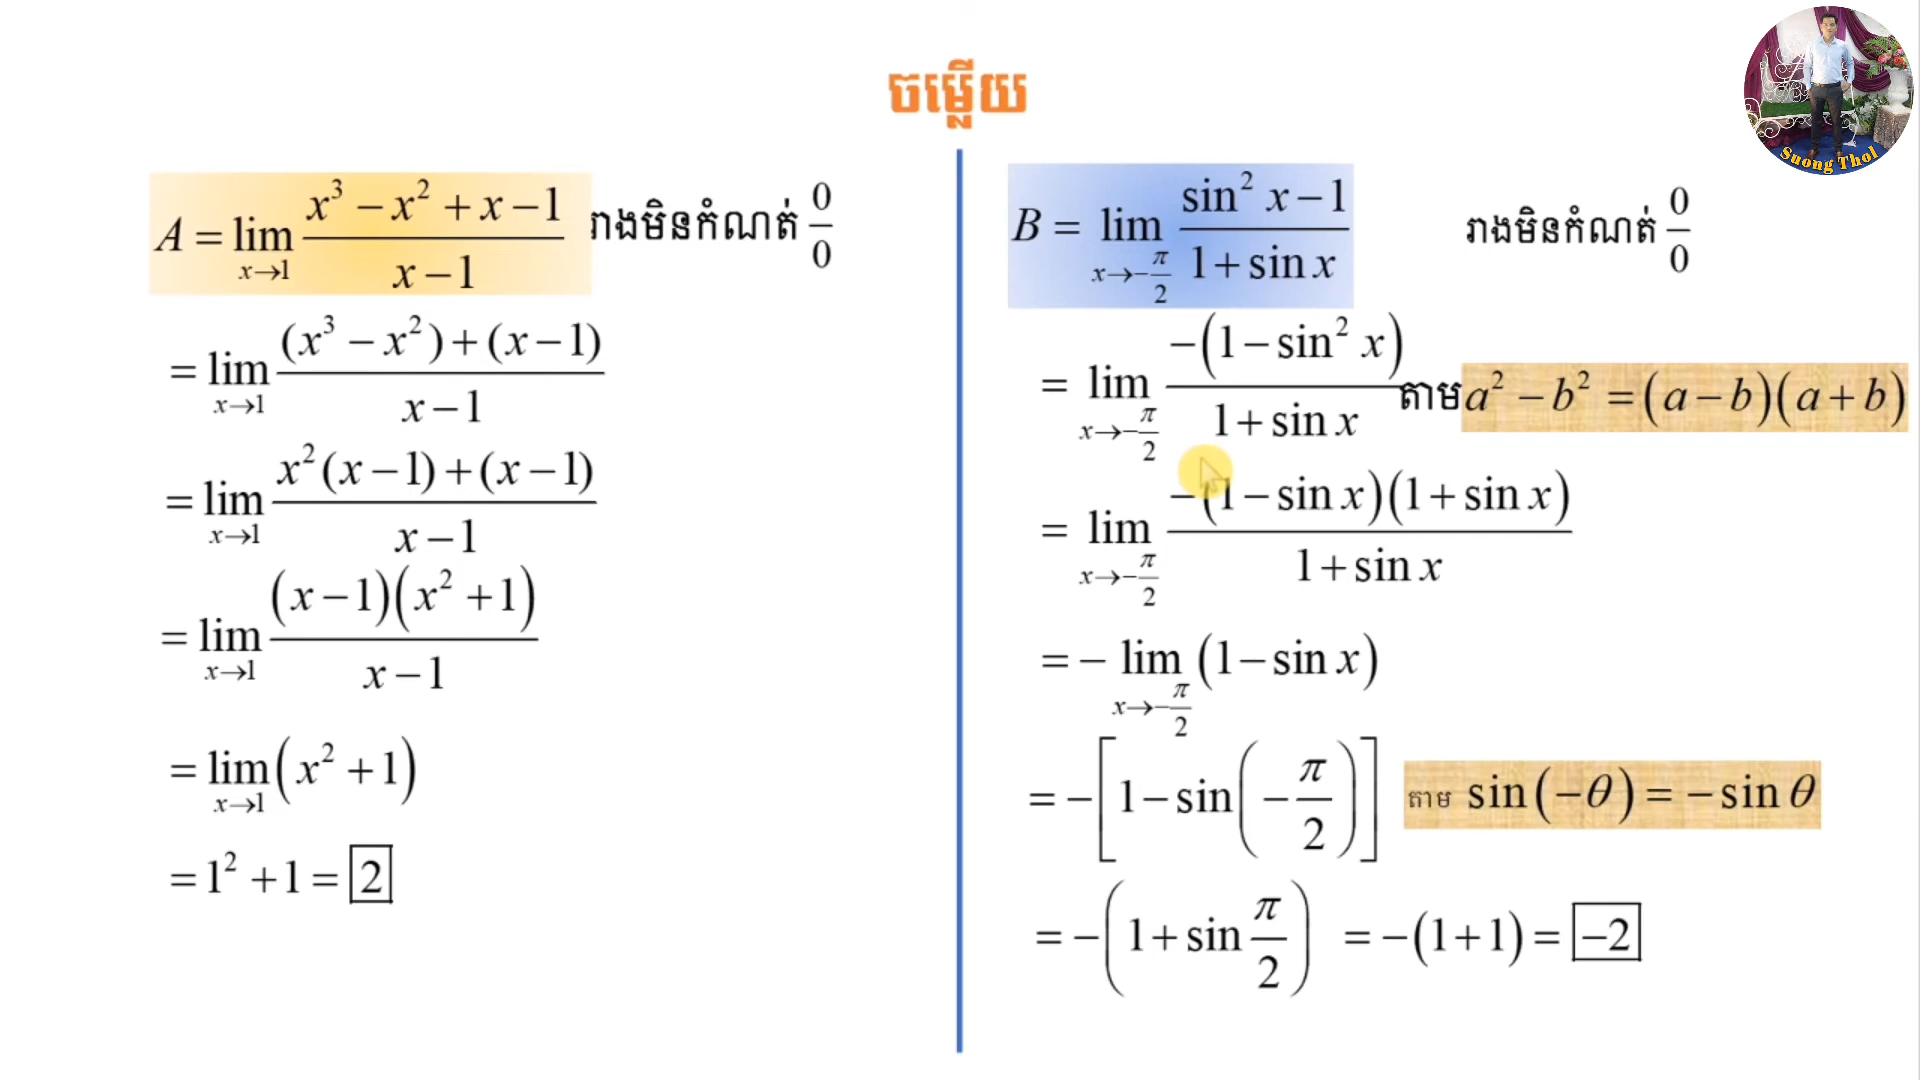 ចម្លើយ
Suong Thol
A = lim_{x→1} (x³ − x² + x − 1)/(x − 1) រាងមិនកំណត់ 0/0
= lim_{x→1} ((x³ − x²) + (x − 1))/(x − 1)
= lim_{x→1} (x²(x − 1) + (x − 1))/(x − 1)
= lim_{x→1} ((x − 1)(x² + 1))/(x − 1)
= lim_{x→1} (x² + 1)
= 1² + 1 = 2
B = lim_{x→−π/2} (sin² x − 1)/(1 + sin x) រាងមិនកំណត់ 0/0
= lim_{x→−π/2} (−(1 − sin² x))/(1 + sin x) តាម a² − b² = (a − b)(a + b)
= lim_{x→−π/2} (−(1 − sin x)(1 + sin x))/(1 + sin x)
= − lim_{x→−π/2} (1 − sin x)
= −[1 − sin(−π/2)] តាម sin(−θ) = − sin θ
= −(1 + sin π/2) = −(1 + 1) = −2